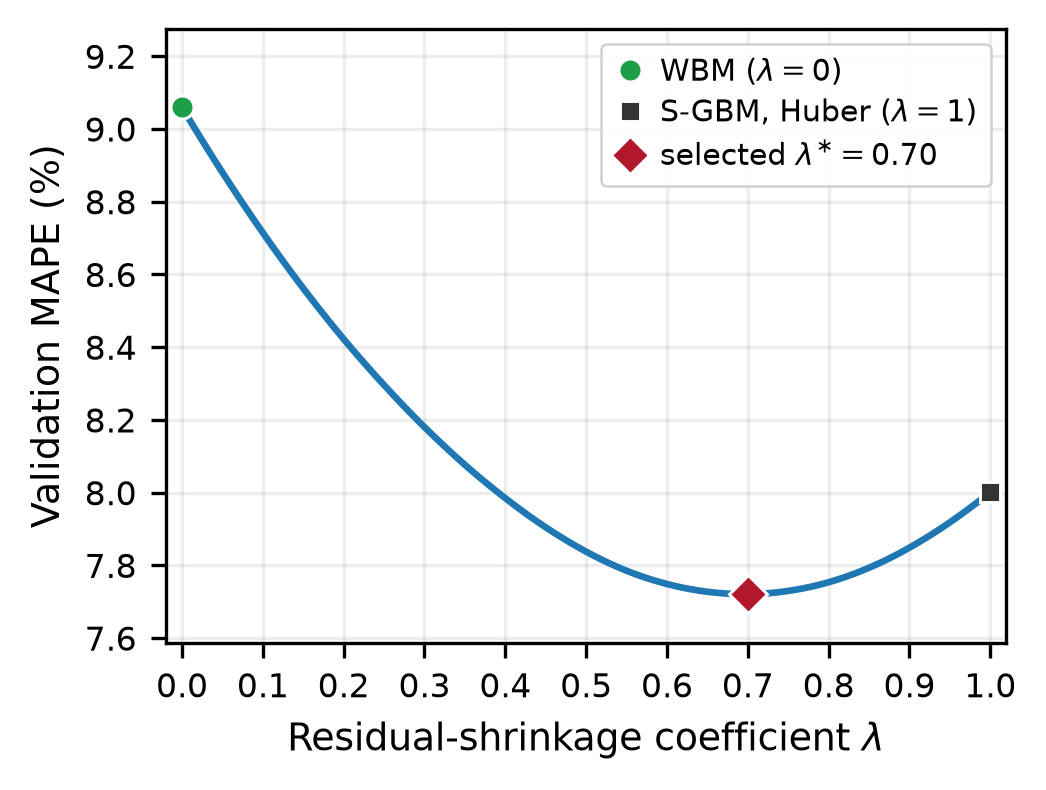 9.2
9.0
8.8
8.6
8.4
8.2
8.0
7.8
7.6
Validation MAPE (%)
WBM (λ = 0)
S-GBM, Huber (λ = 1)
selected λ* = 0.70
0.0 0.1 0.2 0.3 0.4 0.5 0.6 0.7 0.8 0.9 1.0
Residual-shrinkage coefficient λ